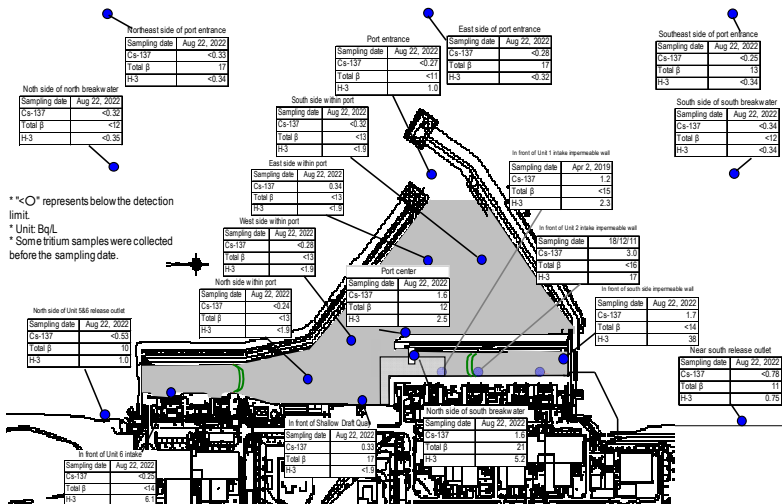 Northeast side of port entrance
Sampling date Aug 22, 2022
Cs-137 <0.33
Total β 17
H-3 <0.34
Noth side of north breakwater
Sampling date Aug 22, 2022
Cs-137 <0.32
Total β <12
H-3 <0.35
Port entrance
Sampling date Aug 22, 2022
Cs-137 <0.27
Total β <11
H-3 1.0
East side of port entrance
Sampling date Aug 22, 2022
Cs-137 <0.28
Total β 17
H-3 <0.32
Southeast side of port entrance
Sampling date Aug 22, 2022
Cs-137 <0.25
Total β 13
H-3 <0.34
South side of south breakwater
Sampling date Aug 22, 2022
Cs-137 <0.34
Total β <12
H-3 <0.34
South side within port
Sampling date Aug 22, 2022
Cs-137 <0.32
Total β <13
H-3 <1.9
East side within port
Sampling date Aug 22, 2022
Cs-137 0.34
Total β <13
H-3 <1.9
In front of Unit 1 intake impermeable wall
Sampling date Apr 2, 2019
Cs-137 1.2
Total β <15
H-3 2.3
* "<O" represents below the detection
limit.
* Unit: Bq/L
* Some tritium samples were collected
before the sampling date.
West side within port
Sampling date Aug 22, 2022
Cs-137 <0.28
Total β <13
H-3 <1.9
In front of Unit 2 intake impermeable wall
Sampling date 18/12/11
Cs-137 3.0
Total β <16
H-3 17
Port center
Sampling date Aug 22, 2022
Cs-137 1.6
Total β 12
H-3 2.5
North side within port
Sampling date Aug 22, 2022
Cs-137 <0.24
Total β <13
H-3 <1.9
In front of south side impermeable wall
Sampling date Aug 22, 2022
Cs-137 1.7
Total β <14
H-3 38
North side of Unit 5&6 release outlet
Sampling date Aug 22, 2022
Cs-137 <0.53
Total β 10
H-3 1.0
Near south release outlet
Sampling date Aug 22, 2022
Cs-137 <0.78
Total β 11
H-3 0.75
In front of Shallow Draft Quay
Sampling date Aug 22, 2022
Cs-137 0.33
Total β 17
H-3 <1.9
North side of south breakwater
Sampling date Aug 22, 2022
Cs-137 1.6
Total β 21
H-3 5.2
In front of Unit 6 intake
Sampling date Aug 22, 2022
Cs-137 <0.25
Total β <14
H-3 6.1